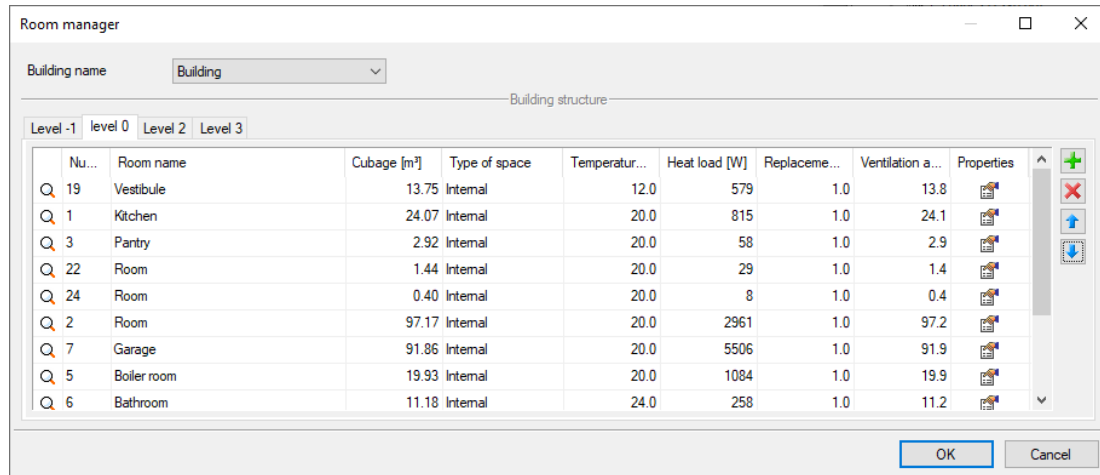 Room manager
Building name Building
Building structure
Level -1 level 0 Level 2 Level 3
Nu... Room name Cubage [m³] Type of space Temperatur... Heat load [W] Replaceme... Ventilation a... Properties
19 Vestibule 13.75 Internal 12.0 579 1.0 13.8
1 Kitchen 24.07 Internal 20.0 815 1.0 24.1
3 Pantry 2.92 Internal 20.0 58 1.0 2.9
22 Room 1.44 Internal 20.0 29 1.0 1.4
24 Room 0.40 Internal 20.0 8 1.0 0.4
2 Room 97.17 Internal 20.0 2961 1.0 97.2
7 Garage 91.86 Internal 20.0 5506 1.0 91.9
5 Boiler room 19.93 Internal 20.0 1084 1.0 19.9
6 Bathroom 11.18 Internal 24.0 258 1.0 11.2
OK Cancel